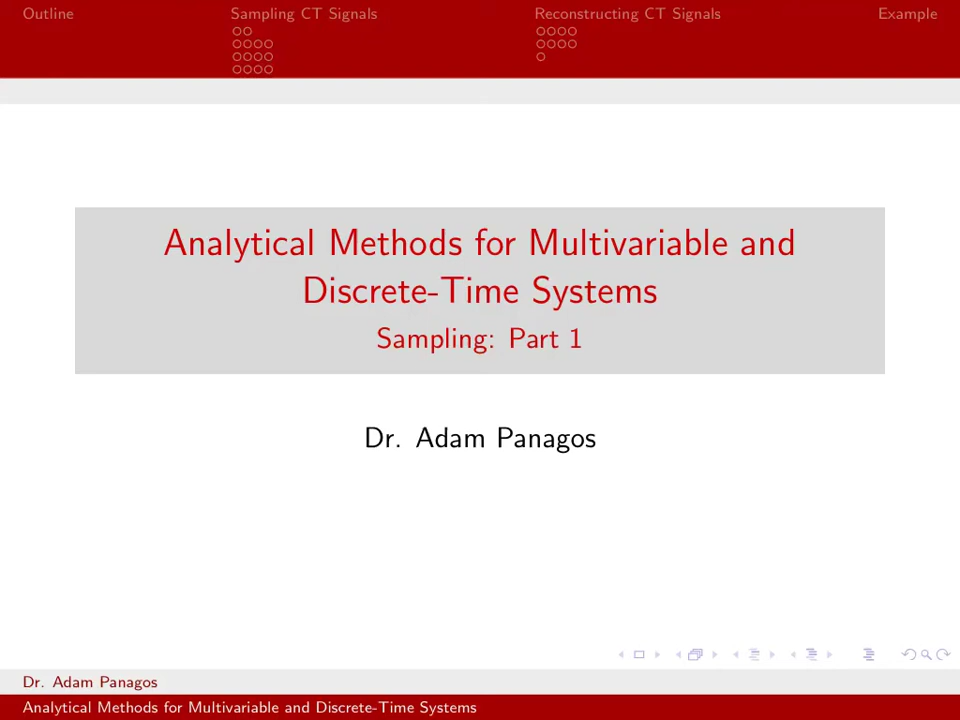 Outline
Sampling CT Signals
Reconstructing CT Signals
Example
Analytical Methods for Multivariable and
Discrete-Time Systems
Sampling: Part 1
Dr. Adam Panagos
Dr. Adam Panagos
Analytical Methods for Multivariable and Discrete-Time Systems